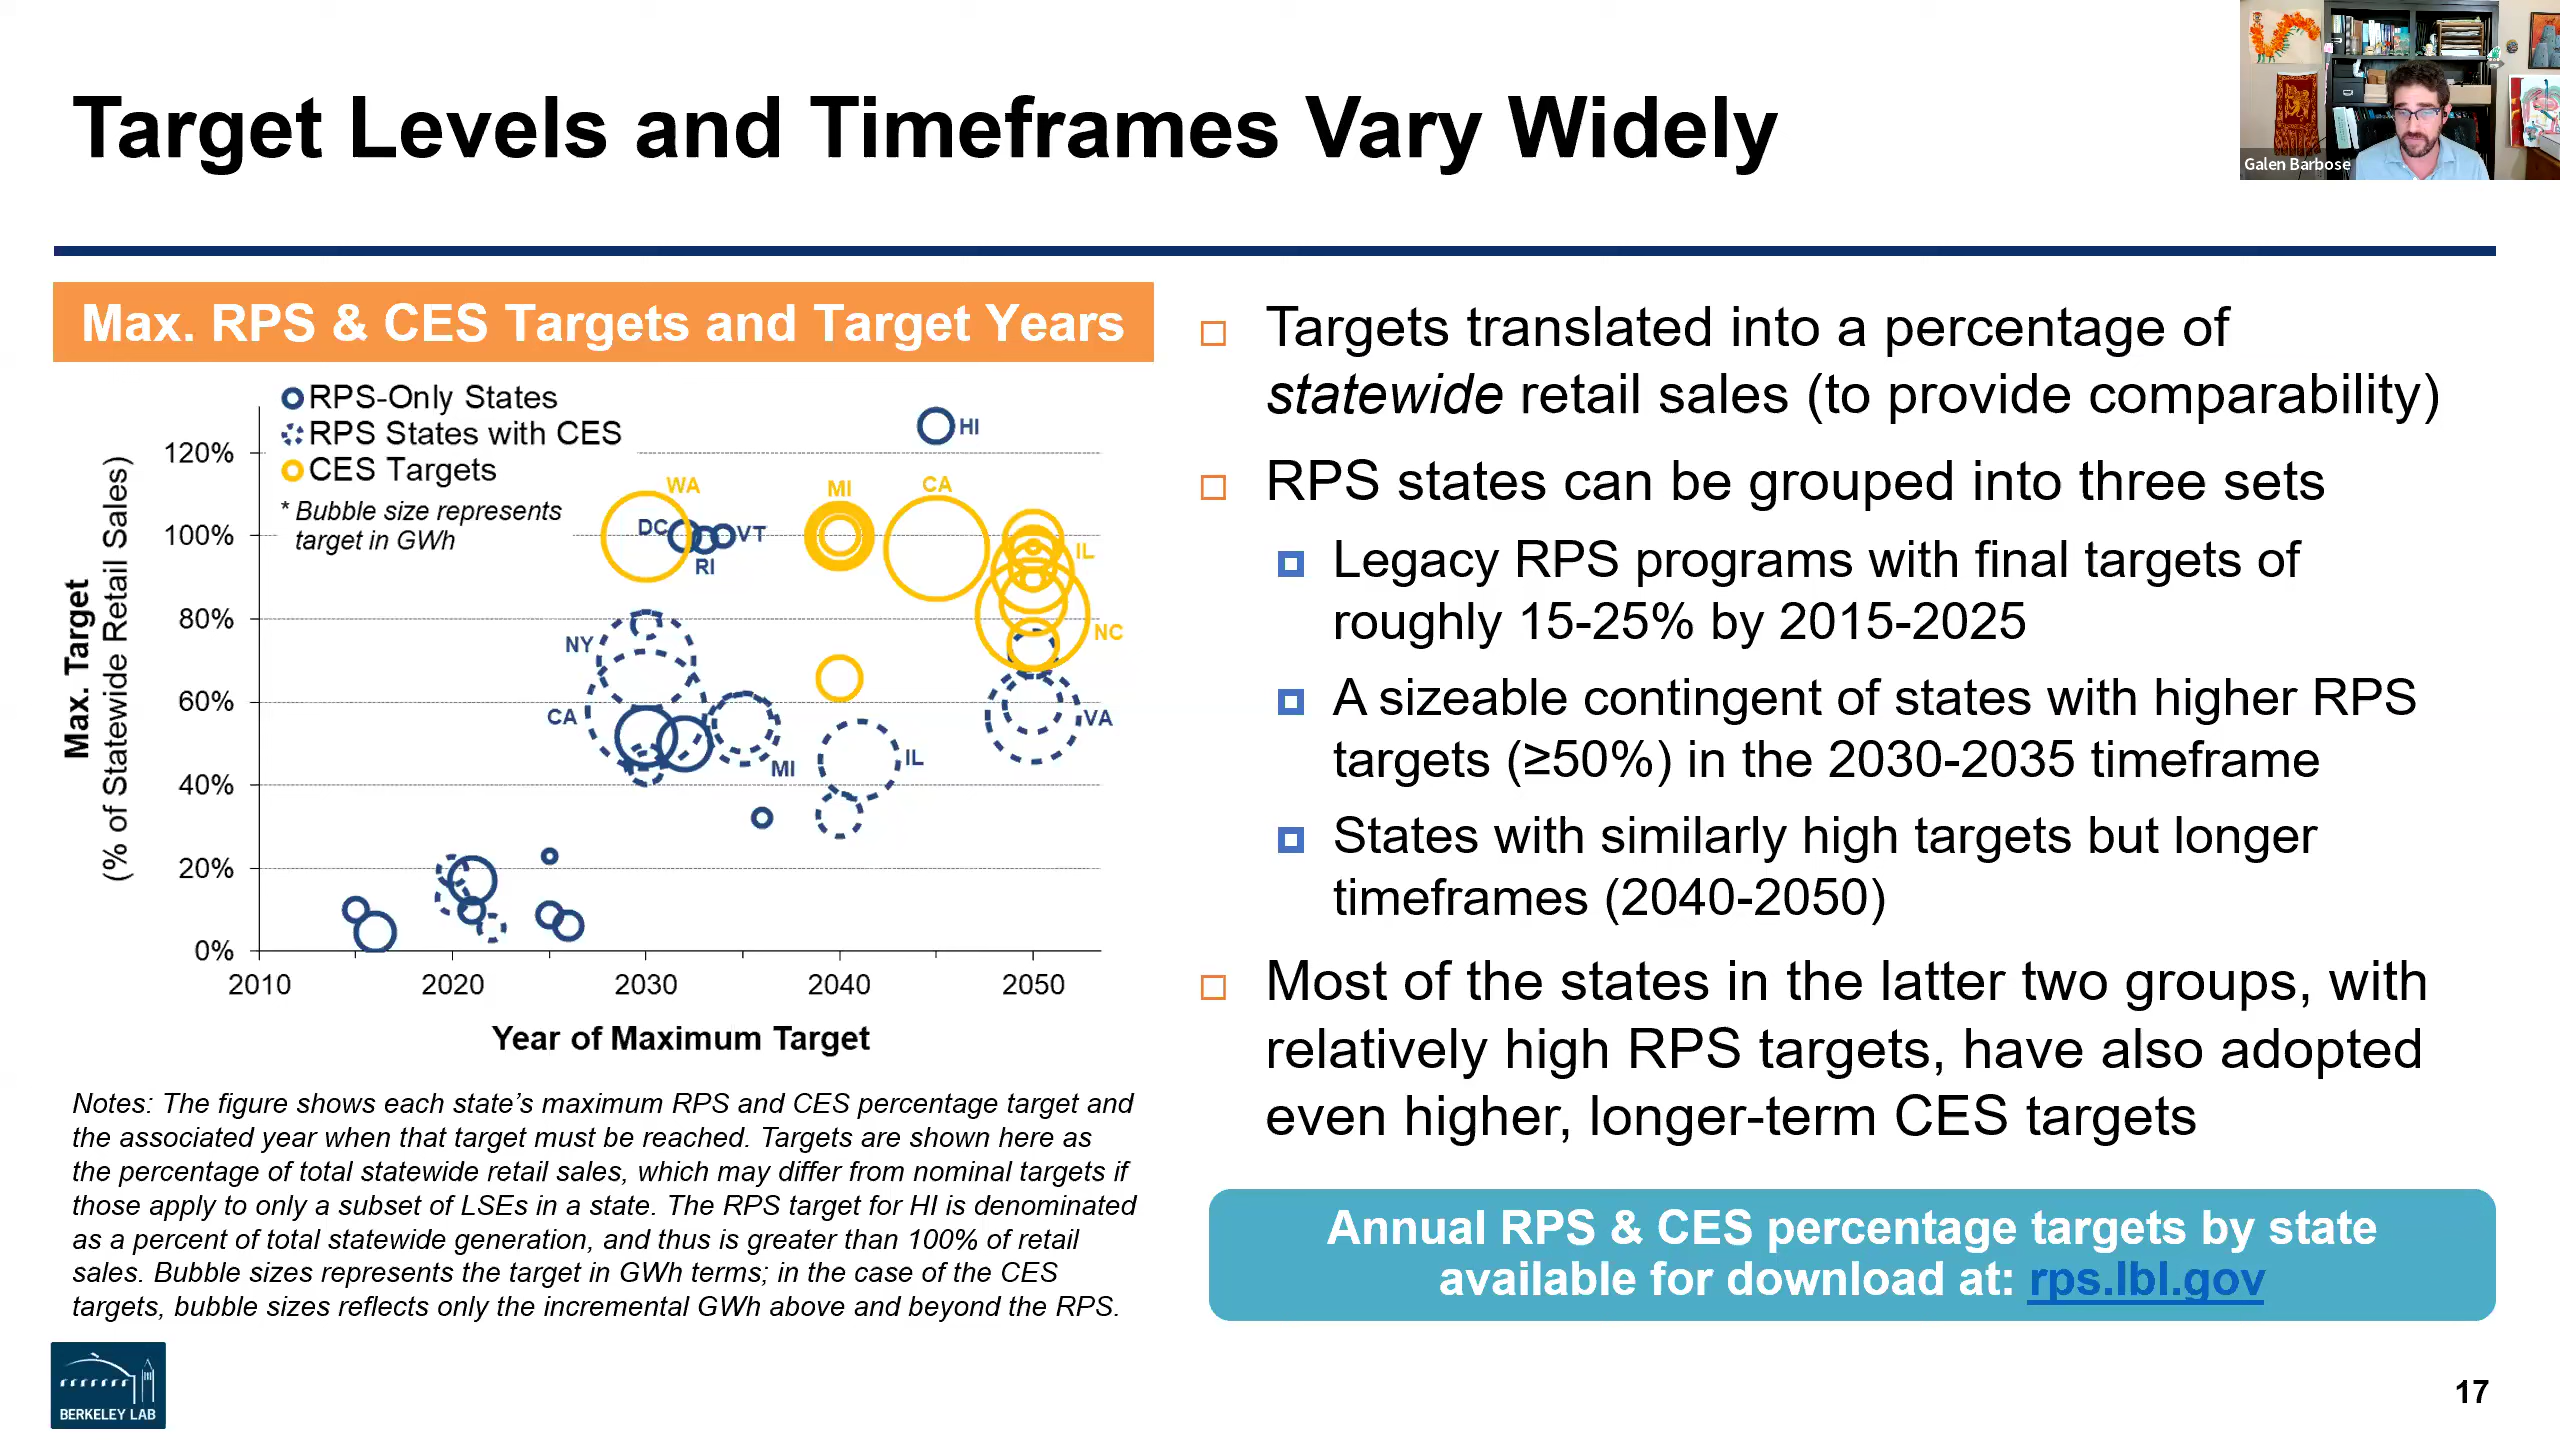 Target Levels and Timeframes Vary Widely
Galen Barbose
Max. RPS & CES Targets and Target Years
RPS-Only States
RPS States with CES
CES Targets
* Bubble size represents
target in GWh
Max. Target
(% of Statewide Retail Sales)
120%
100%
80%
60%
40%
20%
0%
2010
2020
2030
2040
2050
Year of Maximum Target
HI
WA
MI
CA
DC
VT
RI
IL
NY
NC
CA
VA
MI
IL
Notes: The figure shows each state’s maximum RPS and CES percentage target and
the associated year when that target must be reached. Targets are shown here as
the percentage of total statewide retail sales, which may differ from nominal targets if
those apply to only a subset of LSEs in a state. The RPS target for HI is denominated
as a percent of total statewide generation, and thus is greater than 100% of retail
sales. Bubble sizes represents the target in GWh terms; in the case of the CES
targets, bubble sizes reflects only the incremental GWh above and beyond the RPS.
Targets translated into a percentage of
statewide retail sales (to provide comparability)
RPS states can be grouped into three sets
Legacy RPS programs with final targets of
roughly 15-25% by 2015-2025
A sizeable contingent of states with higher RPS
targets (≥50%) in the 2030-2035 timeframe
States with similarly high targets but longer
timeframes (2040-2050)
Most of the states in the latter two groups, with
relatively high RPS targets, have also adopted
even higher, longer-term CES targets
Annual RPS & CES percentage targets by state
available for download at: rps.lbl.gov
BERKELEY LAB
17